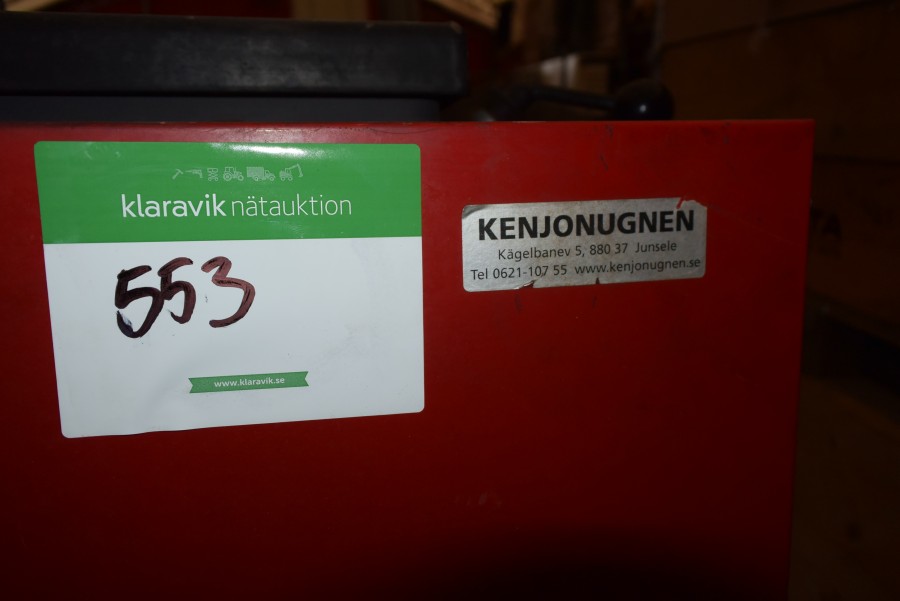 klaravik nätauktion
553
www.klaravik.se
KENJONUGNEN
Kägelbanev 5, 880 37 Junsele
Tel 0621-107 55 www.kenjonugnen.se